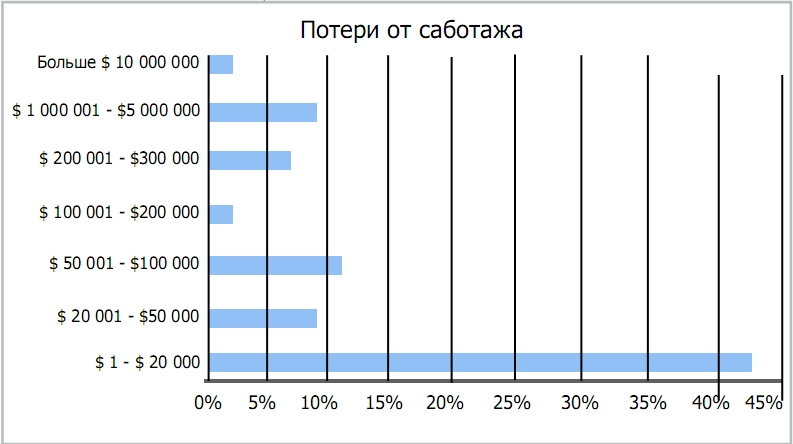 Потери от саботажа
Больше $ 10 000 000
$ 1 000 001 - $5 000 000
$ 200 001 - $300 000
$ 100 001 - $200 000
$ 50 001 - $100 000
$ 20 001 - $50 000
$ 1 - $ 20 000
0% 5% 10% 15% 20% 25% 30% 35% 40% 45%